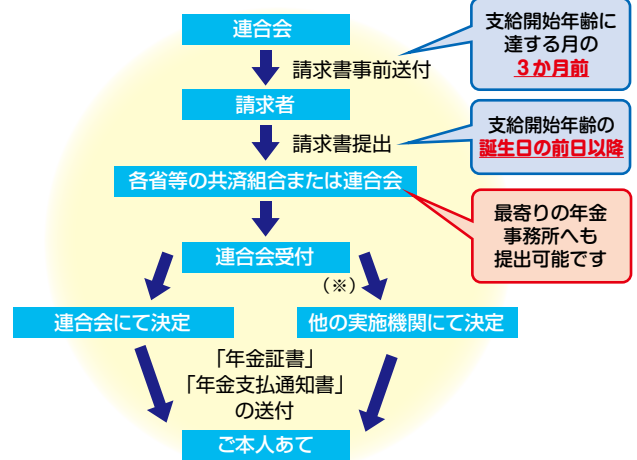 連合会
支給開始年齢に
達する月の
3か月前
請求書事前送付
請求者
支給開始年齢の
誕生日の前日以降
請求書提出
各省等の共済組合または連合会
最寄りの年金
事務所へも
提出可能です
連合会受付
（※）
連合会にて決定
他の実施機関にて決定
「年金証書」
「年金支払通知書」
の送付
ご本人あて